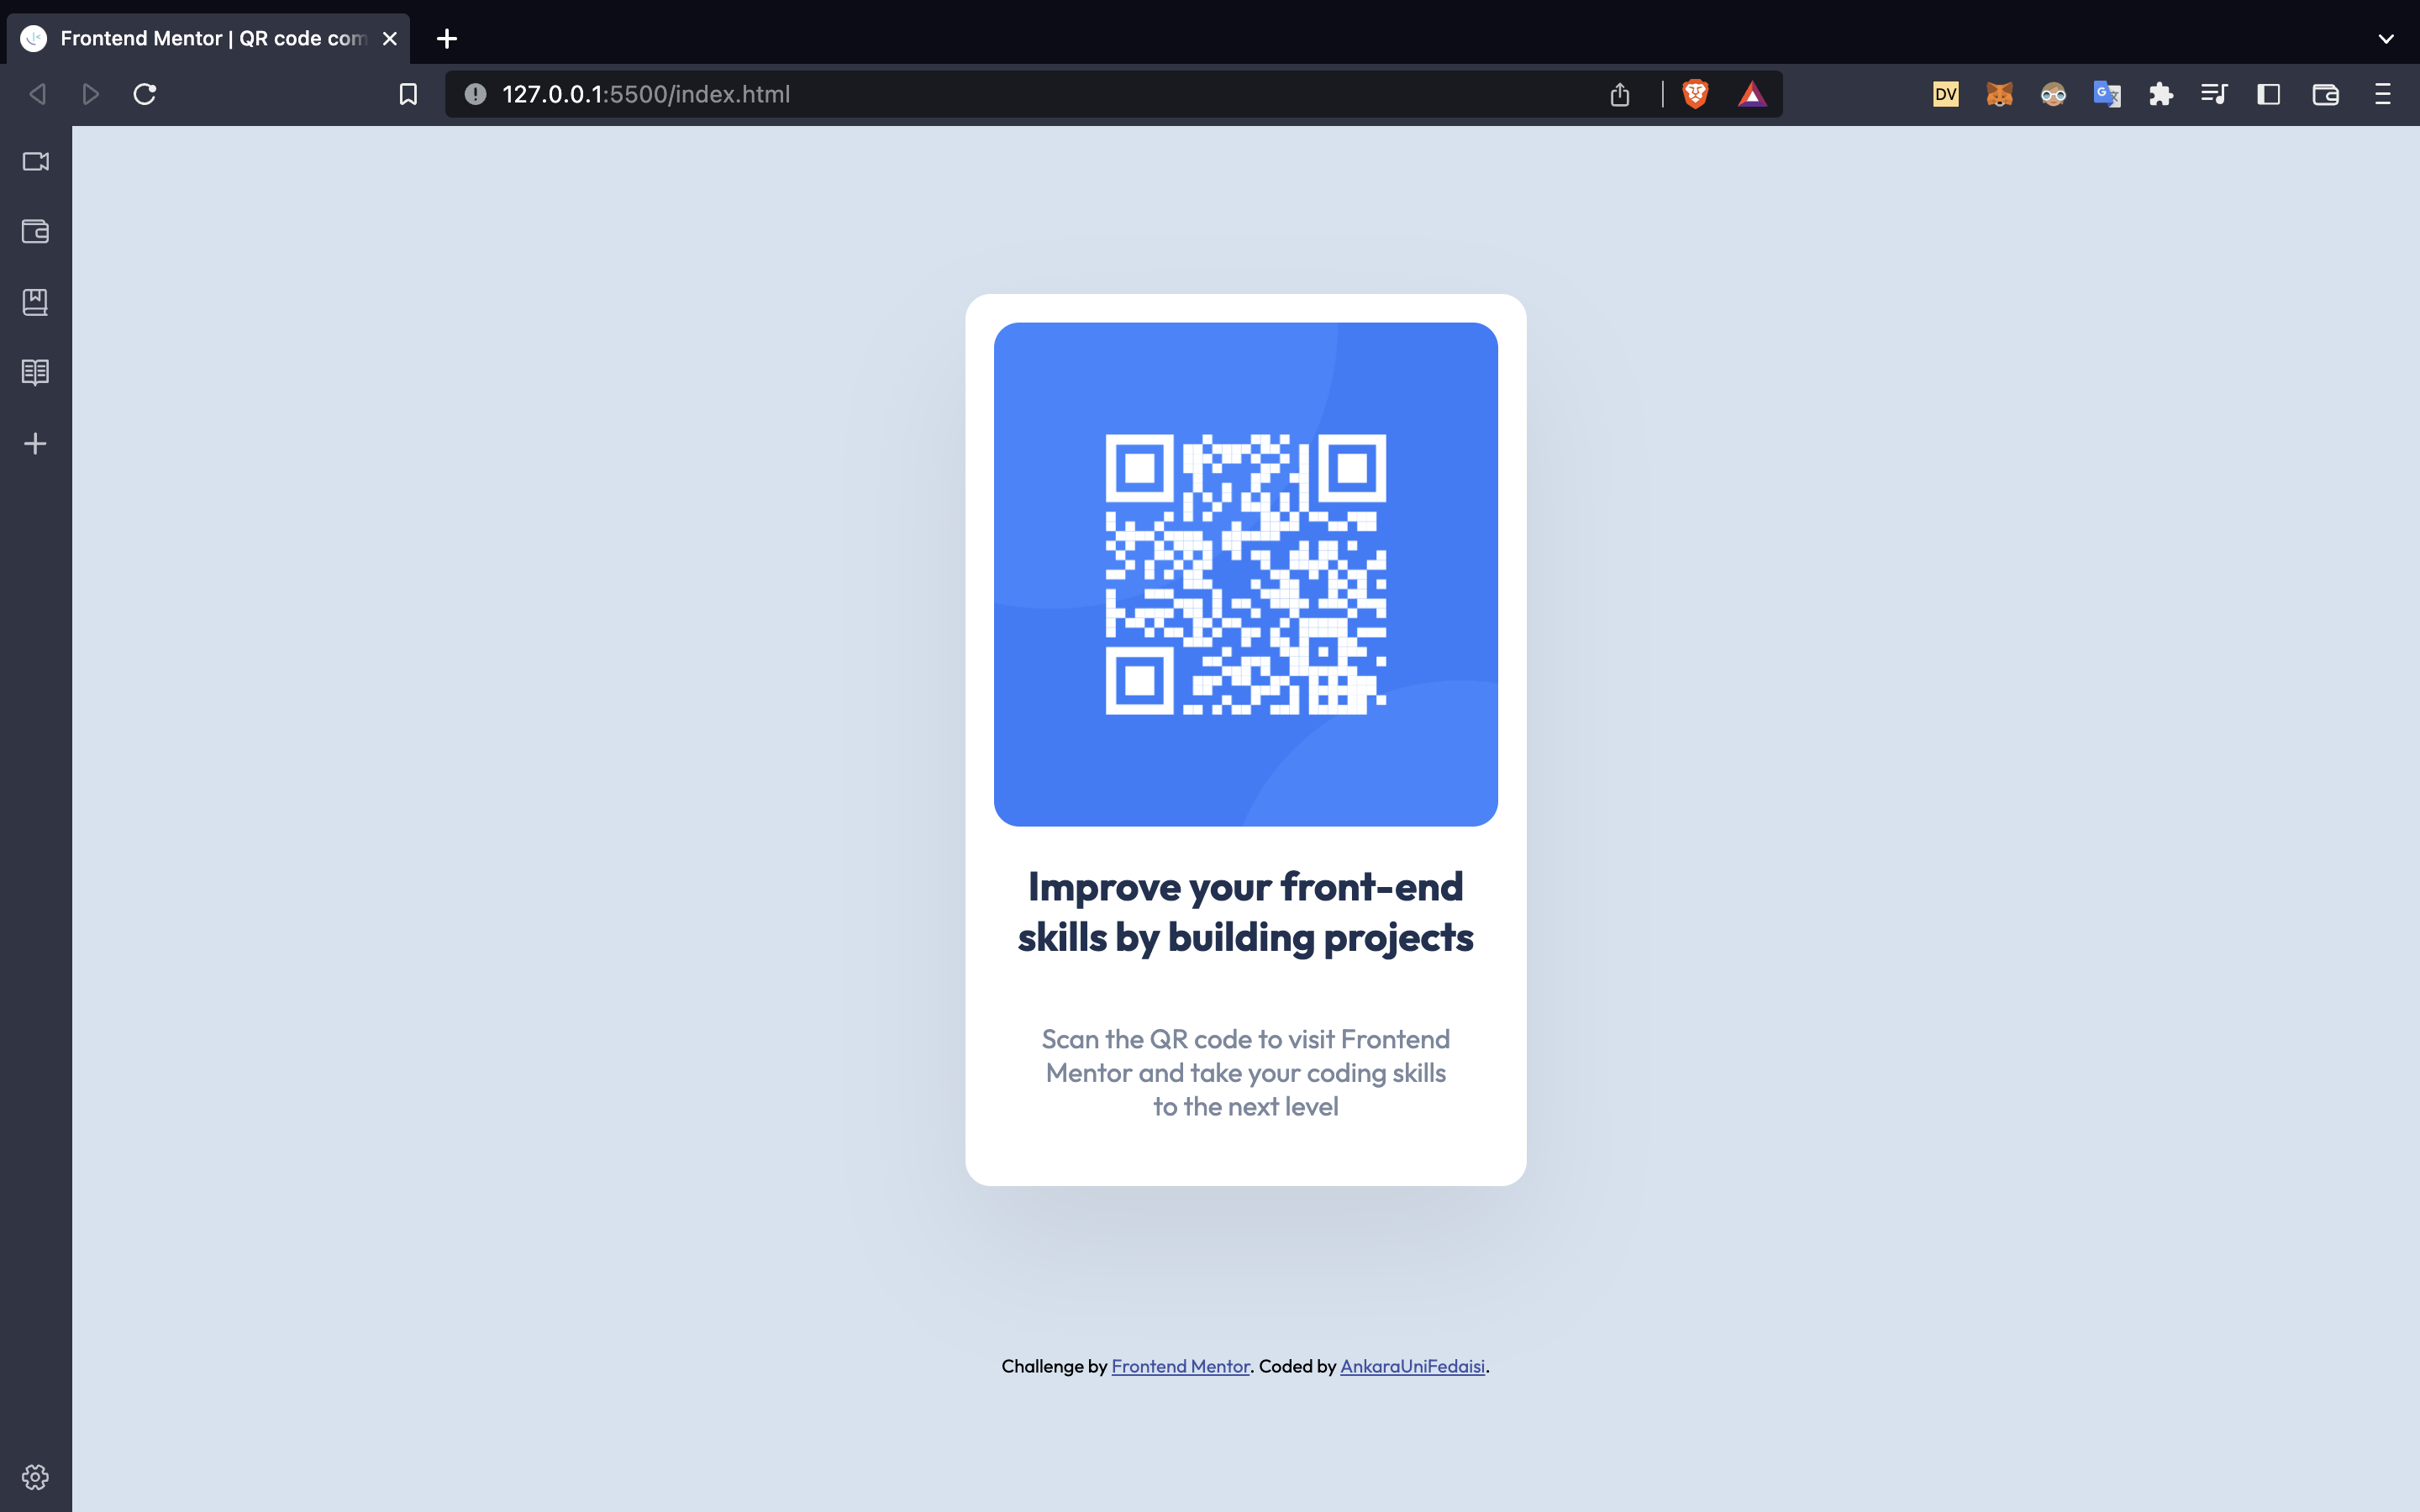 Frontend Mentor | QR code com
127.0.0.1:5500/index.html
DV
Improve your front-end
skills by building projects
Scan the QR code to visit Frontend
Mentor and take your coding skills
to the next level
Challenge by Frontend Mentor. Coded by AnkaraUniFedaisi.